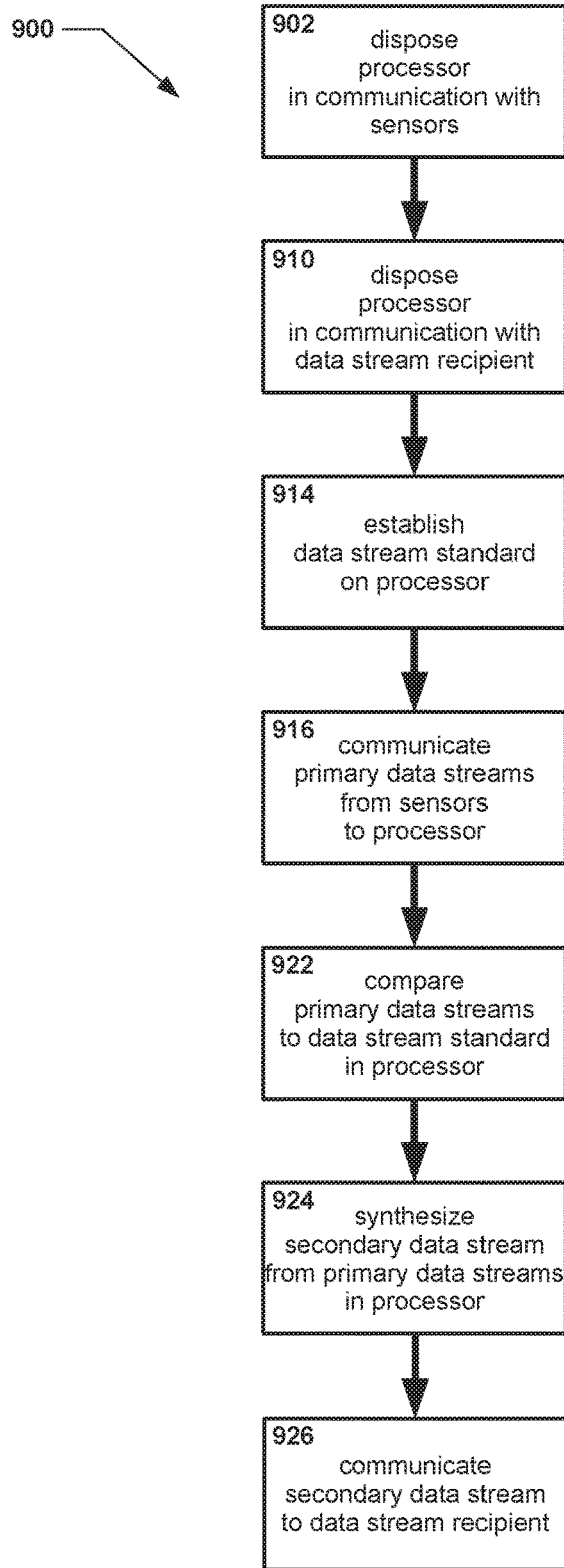 900
902
dispose
processor
in communication with
sensors
910
dispose
processor
in communication with
data stream recipient
914
establish
data stream standard
on processor
916
communicate
primary data streams
from sensors
to processor
922
compare
primary data streams
to data stream standard
in processor
924
synthesize
secondary data stream
from primary data streams
in processor
926
communicate
secondary data stream
to data stream recipient